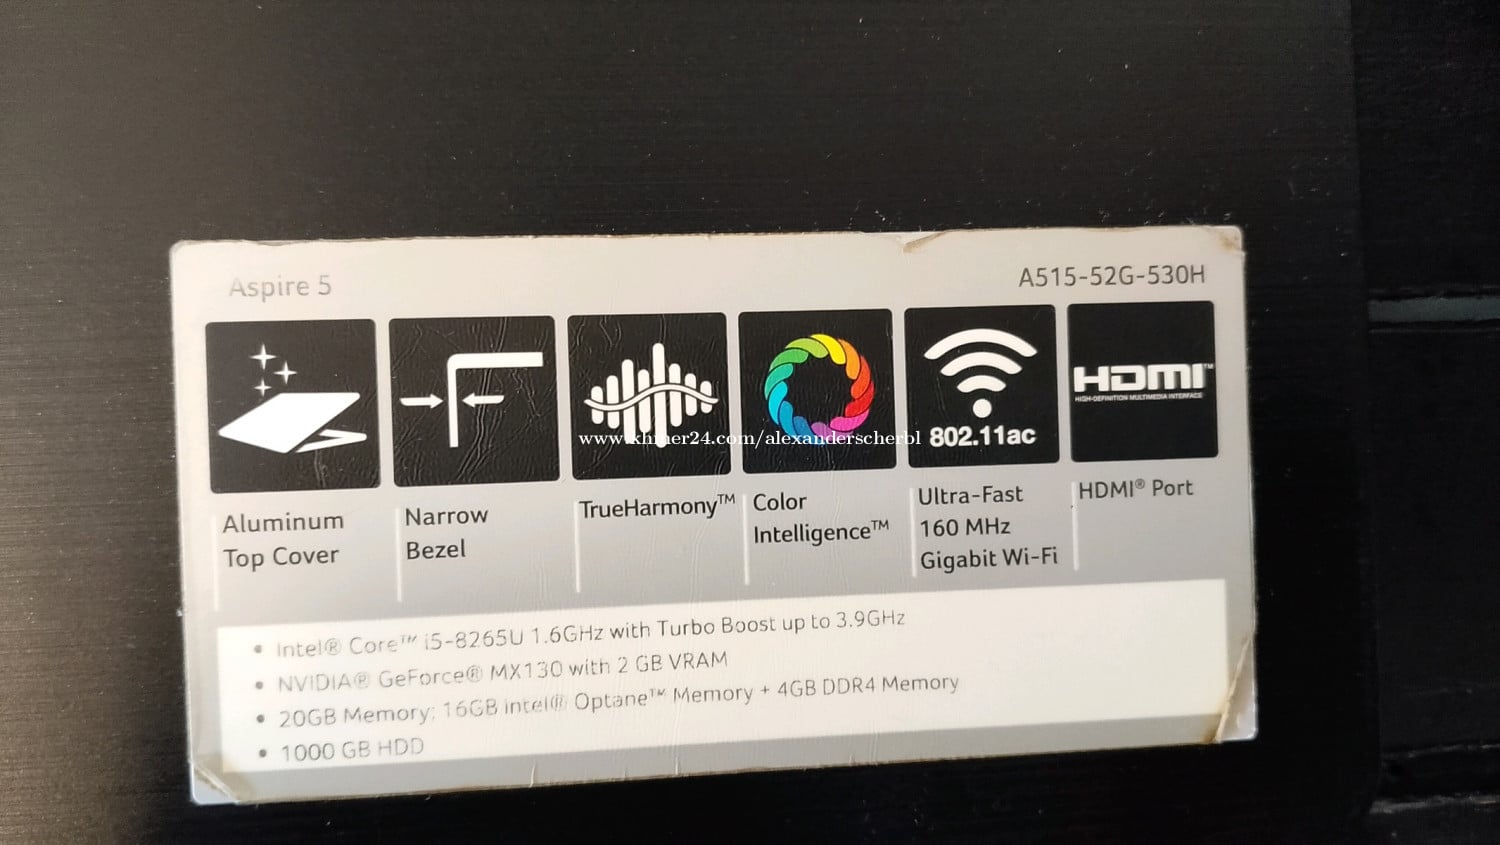 Aspire 5
A515-52G-530H
802.11ac
HDMI™
HIGH-DEFINITION MULTIMEDIA INTERFACE
www.khmer24.com/alexanderscherbl
Aluminum
Top Cover
Narrow
Bezel
TrueHarmony™
Color
Intelligence™
Ultra-Fast
160 MHz
Gigabit Wi-Fi
HDMI® Port
• Intel® Core™ i5-8265U 1.6GHz with Turbo Boost up to 3.9GHz
• NVIDIA® GeForce® MX130 with 2 GB VRAM
• 20GB Memory: 16GB intel® Optane™ Memory + 4GB DDR4 Memory
• 1000 GB HDD